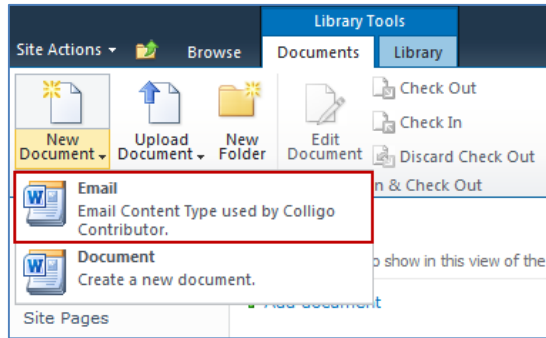 Library Tools
Site Actions Browse Documents Library
New Document
Upload Document
New Folder
Edit Document
Check Out
Check In
Discard Check Out
n & Check Out
Email
Email Content Type used by Colligo
Contributor.
Document
Create a new document.
o show in this view of the
Add document
Site Pages